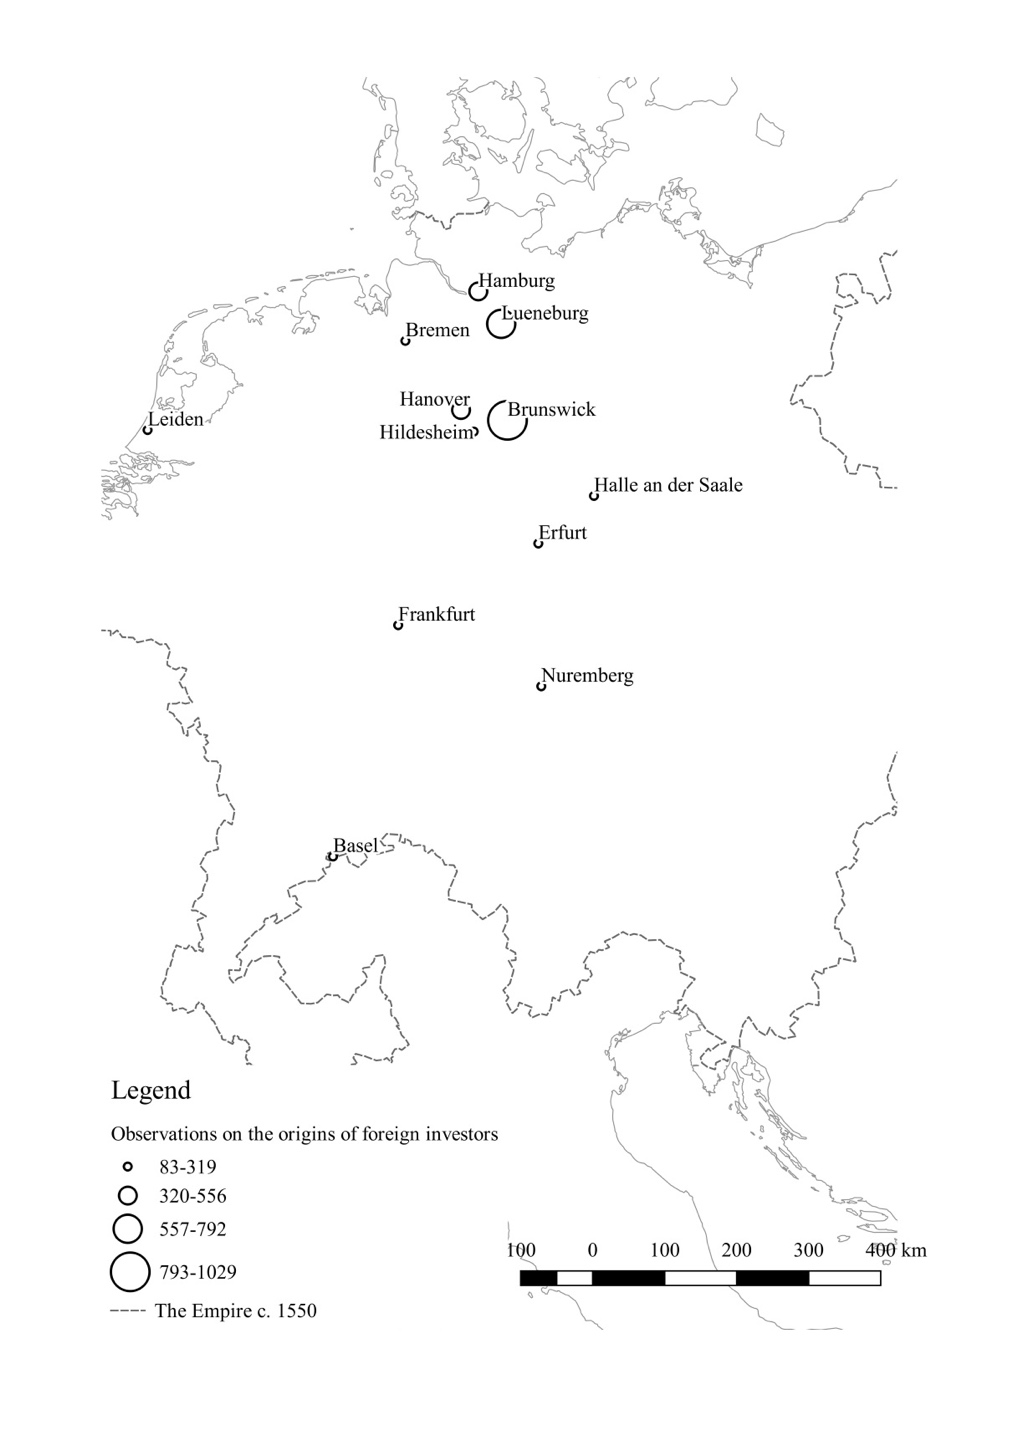 Hamburg
Lueneburg
Bremen
Hanover
Brunswick
Leiden
Hildesheim
Halle an der Saale
Erfurt
Frankfurt
Nuremberg
Basel
Legend
Observations on the origins of foreign investors
83-319
320-556
557-792
793-1029
The Empire c. 1550
100 0 100 200 300 400 km